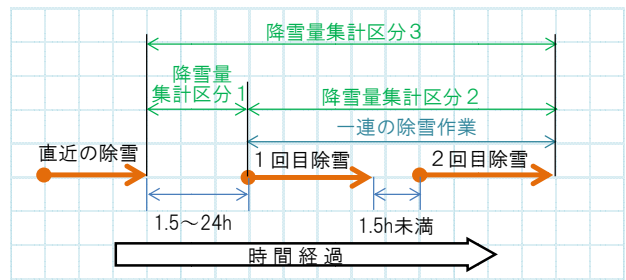 降雪量集計区分３
降雪量
集計区分１
降雪量集計区分２
一連の除雪作業
直近の除雪
１回目除雪
２回目除雪
1.5～24h
1.5h未満
時間経過